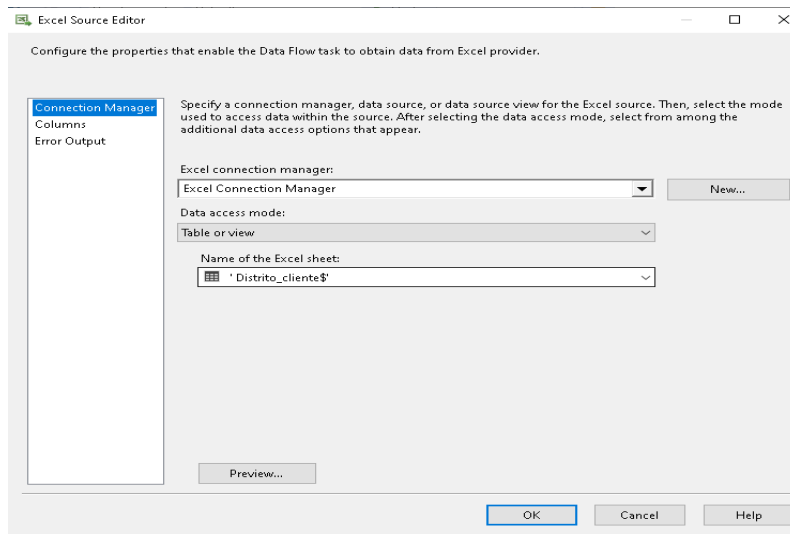 Excel Source Editor
Configure the properties that enable the Data Flow task to obtain data from Excel provider.
Connection Manager
Columns
Error Output
Specify a connection manager, data source, or data source view for the Excel source. Then, select the mode
used to access data within the source. After selecting the data access mode, select from among the
additional data access options that appear.
Excel connection manager:
Excel Connection Manager
New...
Data access mode:
Table or view
Name of the Excel sheet:
' Distrito_cliente$'
Preview...
OK
Cancel
Help